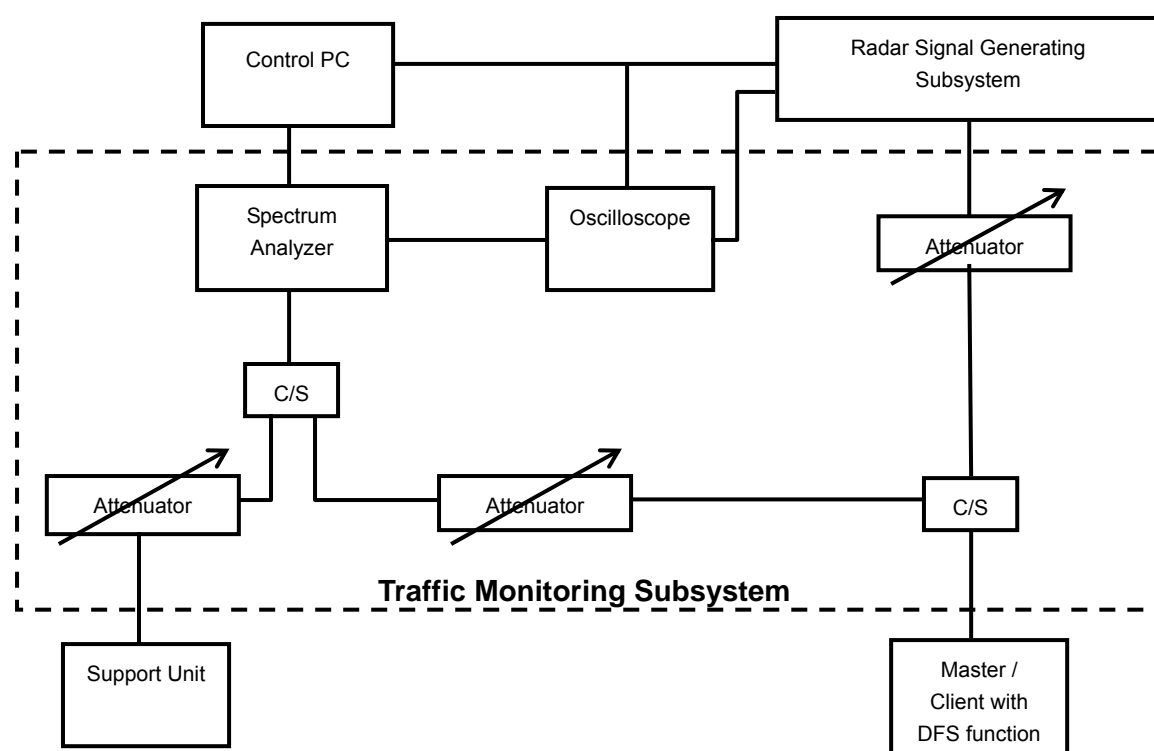 Control PC
Radar Signal Generating
Subsystem
Spectrum
Analyzer
Oscilloscope
Attenuator
C/S
Attenuator
Attenuator
C/S
Traffic Monitoring Subsystem
Support Unit
Master /
Client with
DFS function